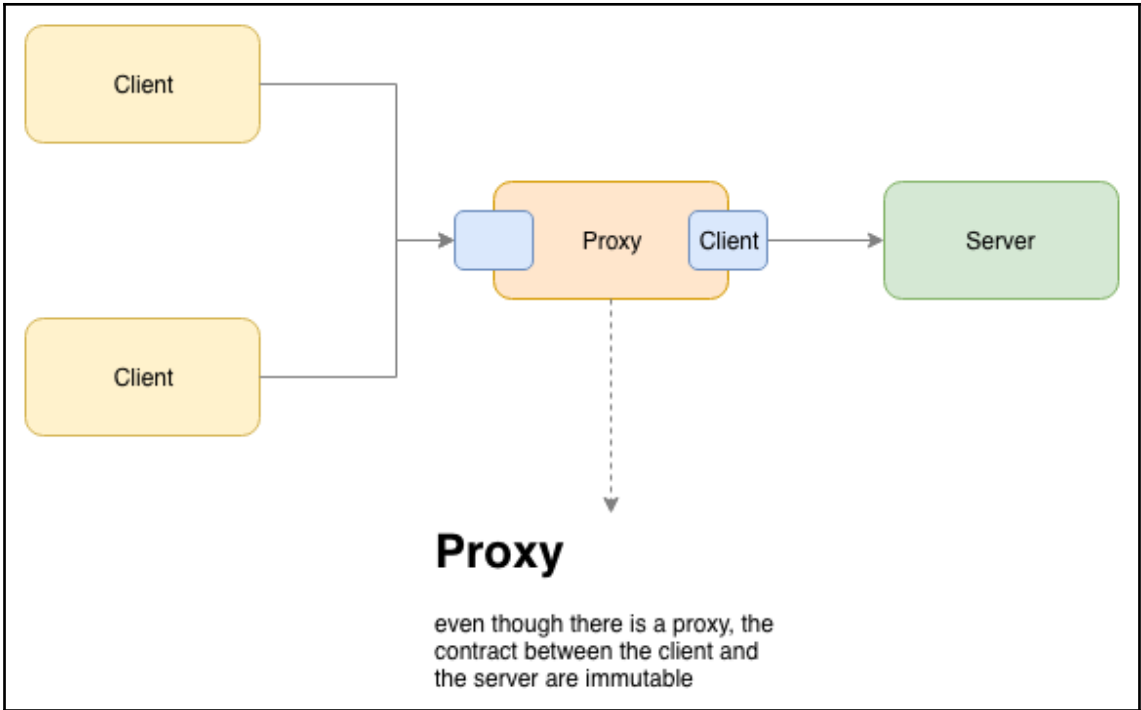 Client
Proxy
Client
Server
Client
Proxy
even though there is a proxy, the
contract between the client and
the server are immutable